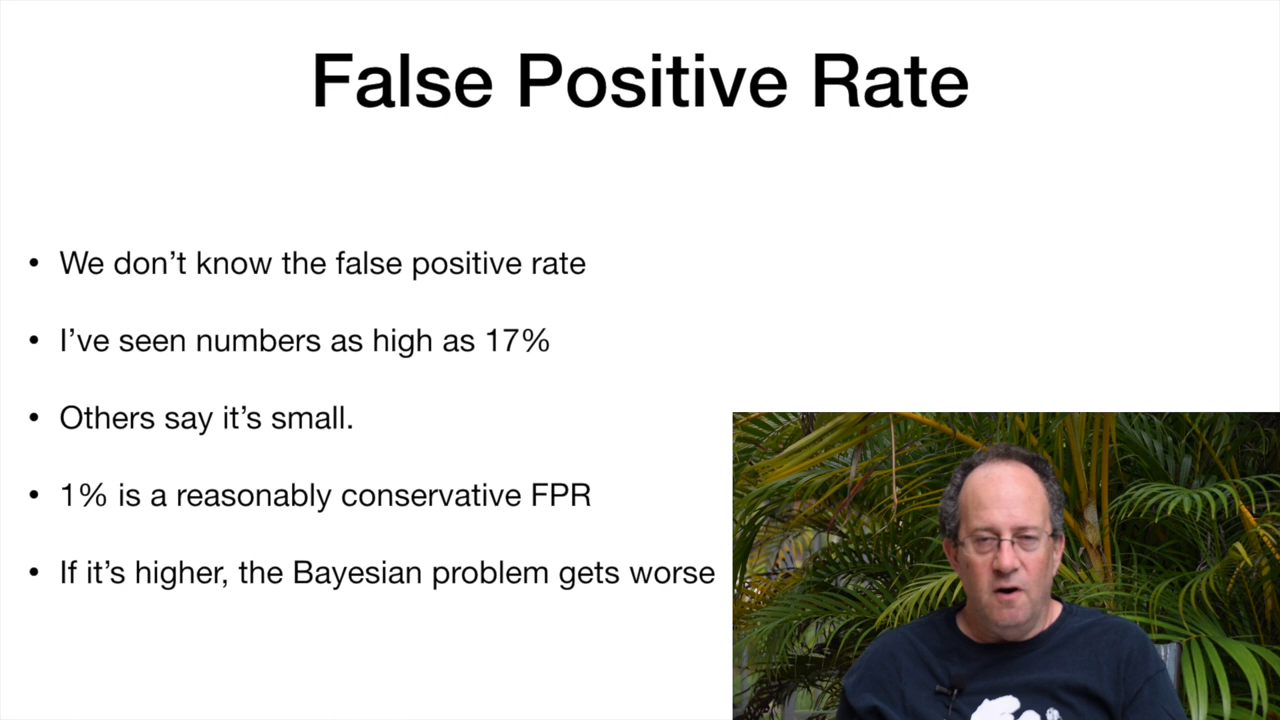 False Positive Rate
• We don’t know the false positive rate
• I’ve seen numbers as high as 17%
• Others say it’s small.
• 1% is a reasonably conservative FPR
• If it’s higher, the Bayesian problem gets worse